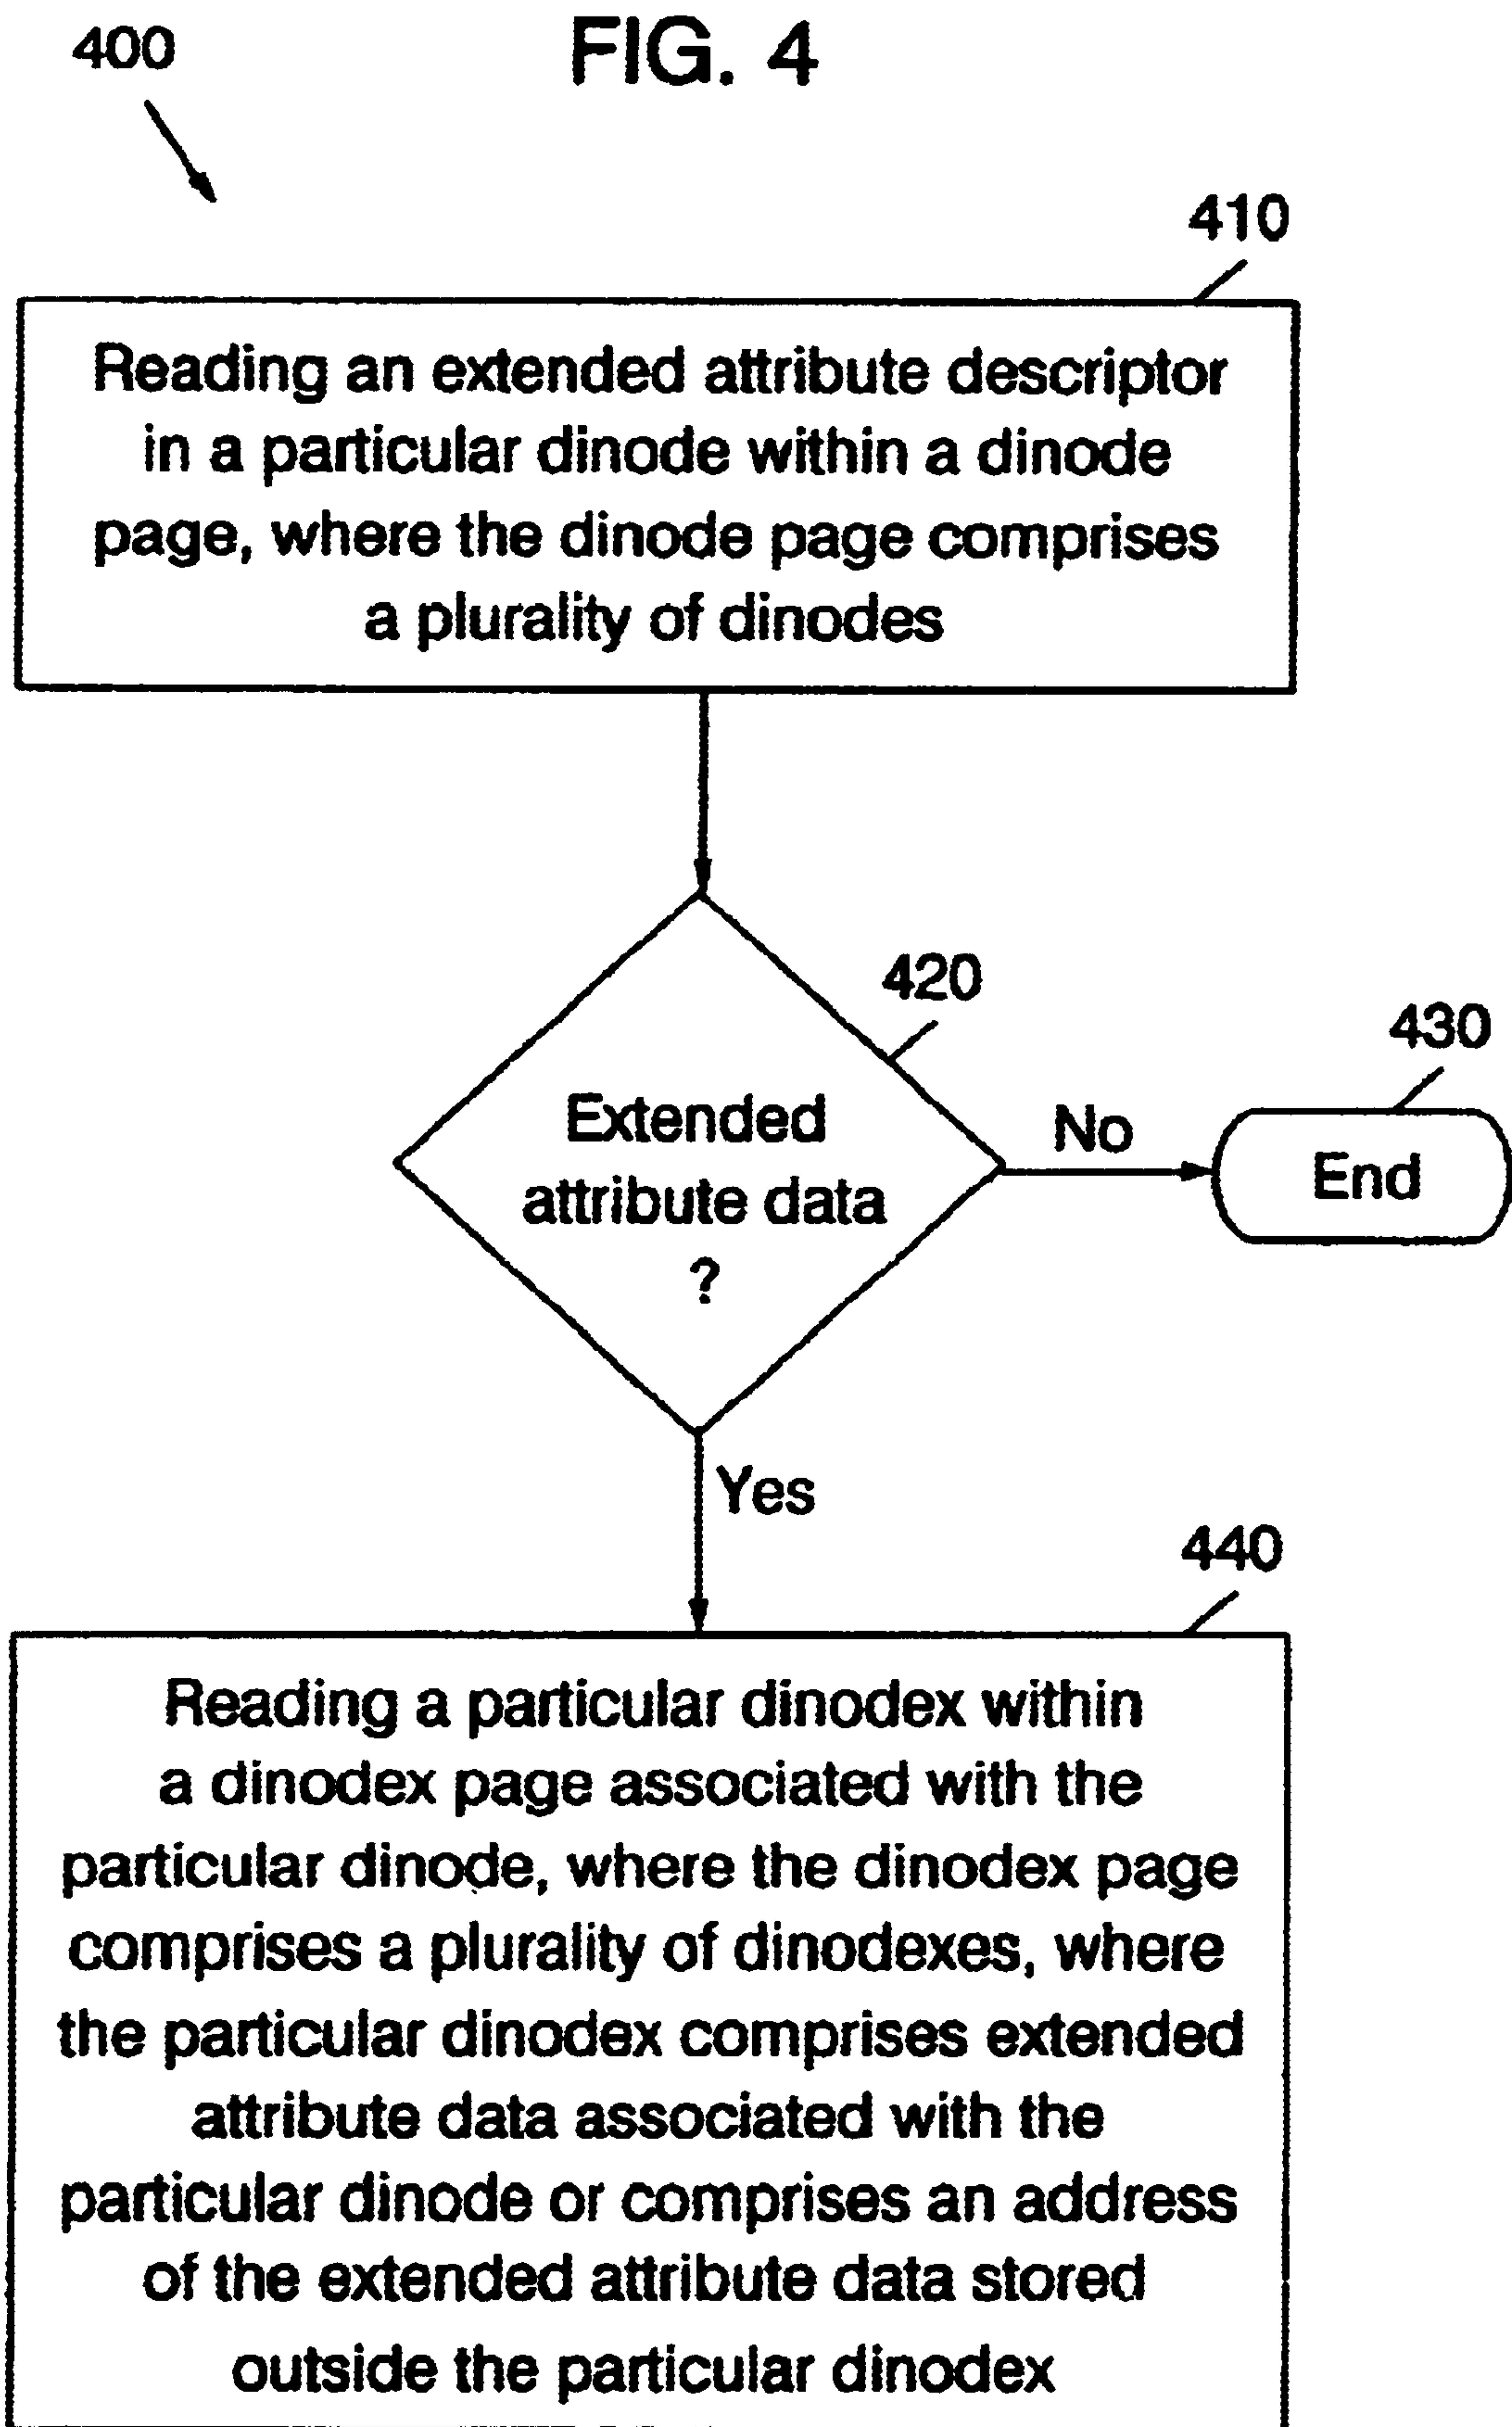 400
FIG. 4
410
Reading an extended attribute descriptor
in a particular dinode within a dinode
page, where the dinode page comprises
a plurality of dinodes
420
430
Extended
attribute data
?
No
End
Yes
440
Reading a particular dinodex within
a dinodex page associated with the
particular dinode, where the dinodex page
comprises a plurality of dinodexes, where
the particular dinodex comprises extended
attribute data associated with the
particular dinode or comprises an address
of the extended attribute data stored
outside the particular dinodex